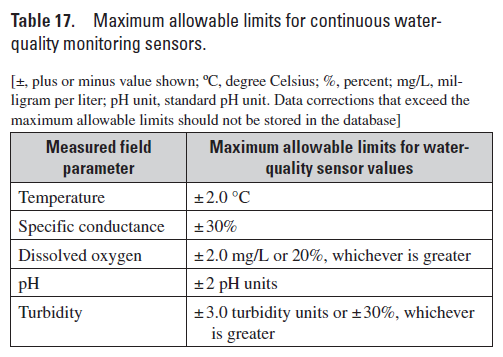 Table 17. Maximum allowable limits for continuous water-
quality monitoring sensors.
[±, plus or minus value shown; ºC, degree Celsius; %, percent; mg/L, mil-
ligram per liter; pH unit, standard pH unit. Data corrections that exceed the
maximum allowable limits should not be stored in the database]
Measured field
parameter
Maximum allowable limits for water-
quality sensor values
Temperature ±2.0 °C
Specific conductance ±30%
Dissolved oxygen ±2.0 mg/L or 20%, whichever is greater
pH ±2 pH units
Turbidity ±3.0 turbidity units or ±30%, whichever
is greater